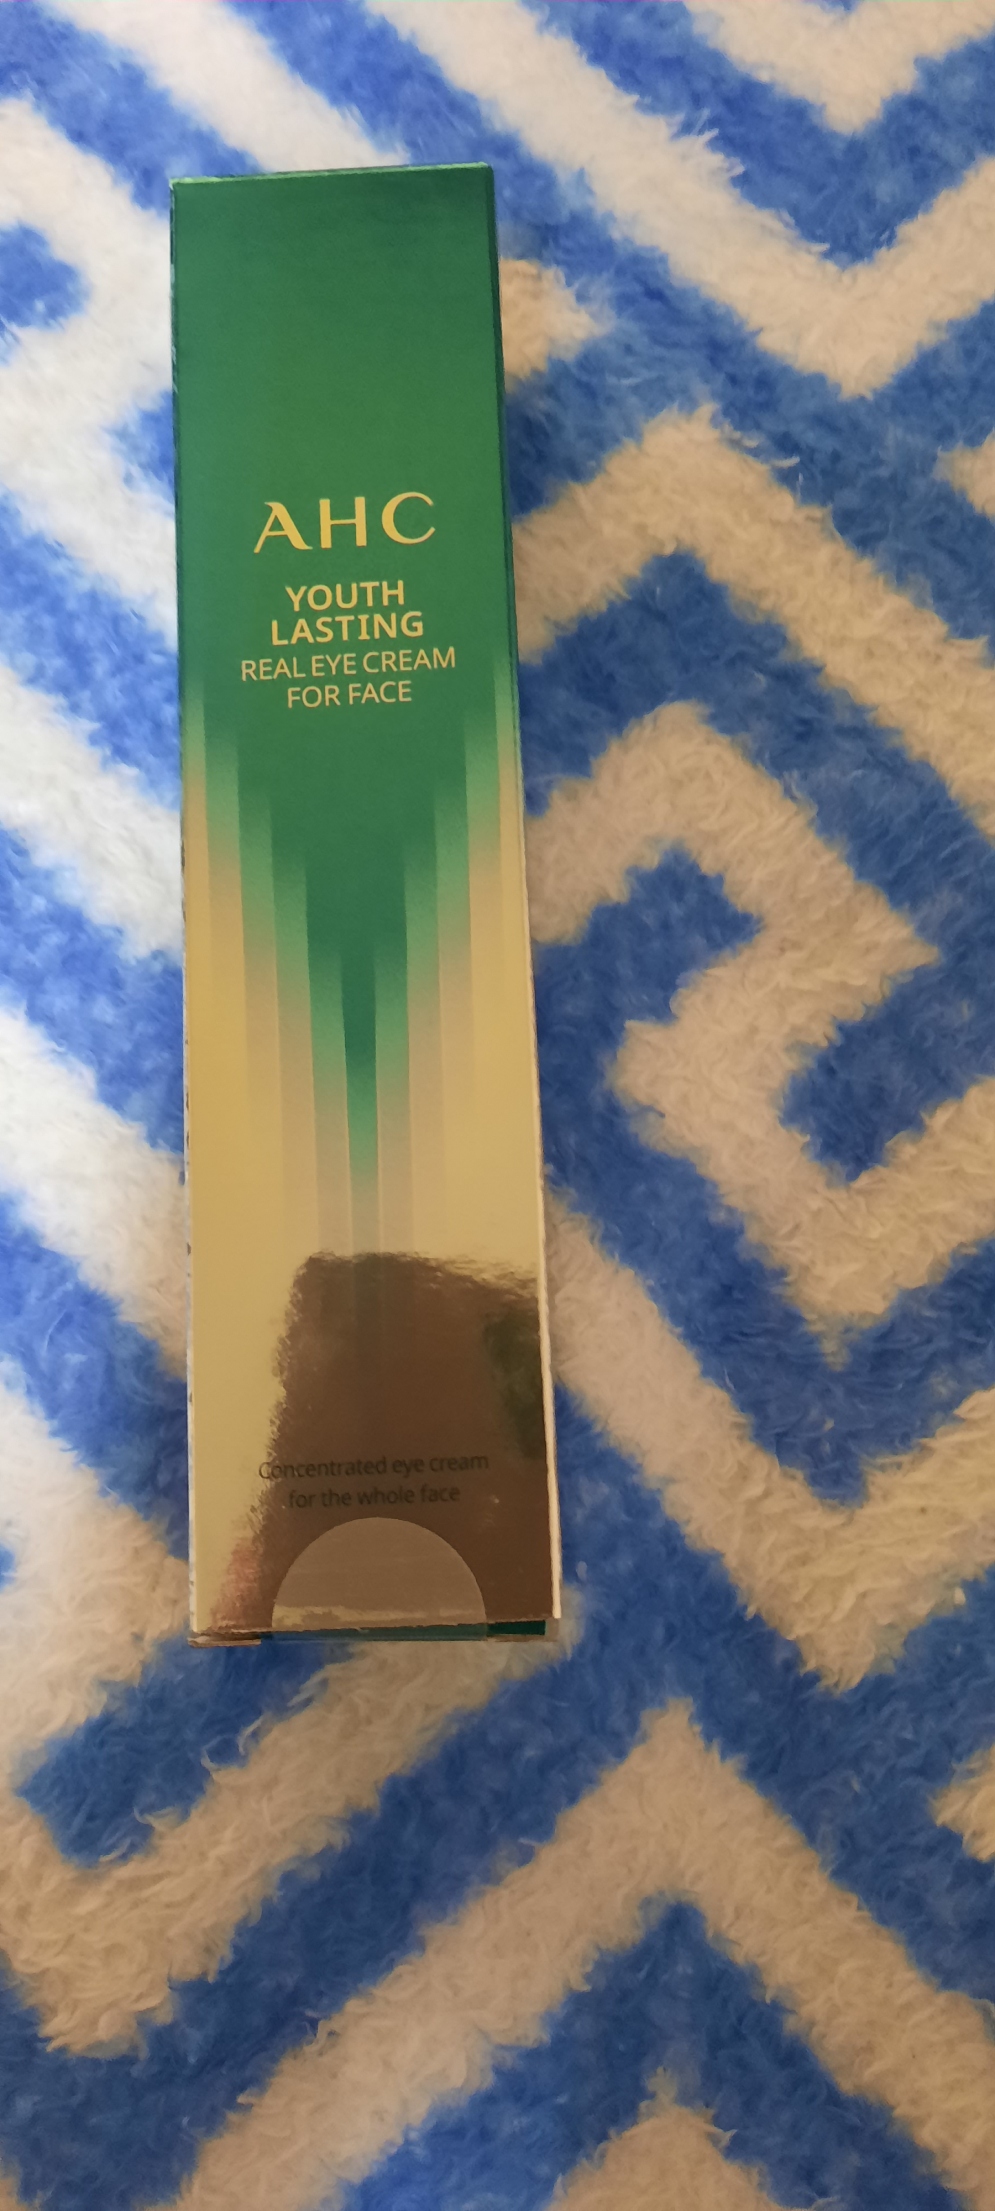 AHC
YOUTH
LASTING
REAL EYE CREAM
FOR FACE
Concentrated eye cream
for the whole face